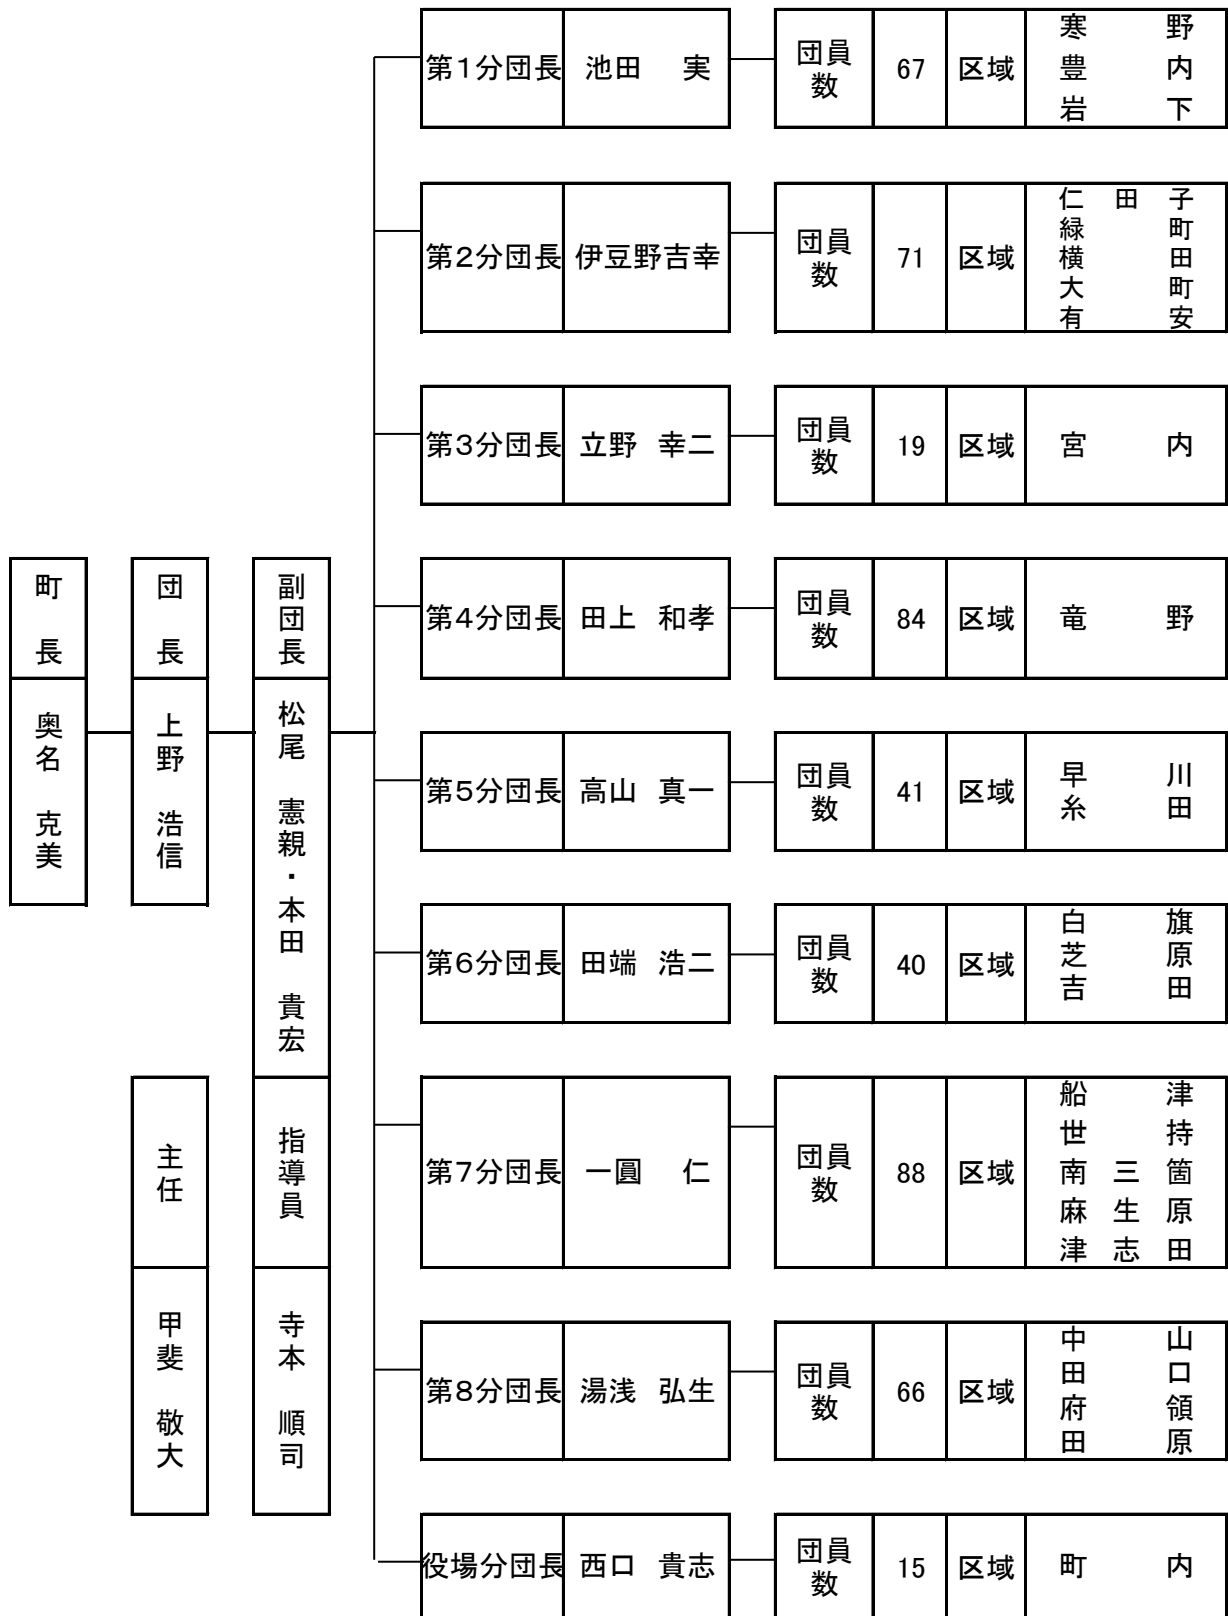 町長
奥名 克美
団長
上野 浩信
副団長
松尾 憲親・本田 貴宏
主任
甲斐 敬大
指導員
寺本 順司
第1分団長 池田 実 団員数 67 区域 寒野
豊内
岩下
第2分団長 伊豆野吉幸 団員数 71 区域 仁田子
緑町
横田
大町
有安
第3分団長 立野 幸二 団員数 19 区域 宮内
第4分団長 田上 和孝 団員数 84 区域 竜野
第5分団長 高山 真一 団員数 41 区域 早川
糸田
第6分団長 田端 浩二 団員数 40 区域 白旗
芝原
吉田
第7分団長 一圓 仁 団員数 88 区域 船津
世持
南三箇
麻生原
津志田
第8分団長 湯浅 弘生 団員数 66 区域 中山
田口
府領
田原
役場分団長 西口 貴志 団員数 15 区域 町内